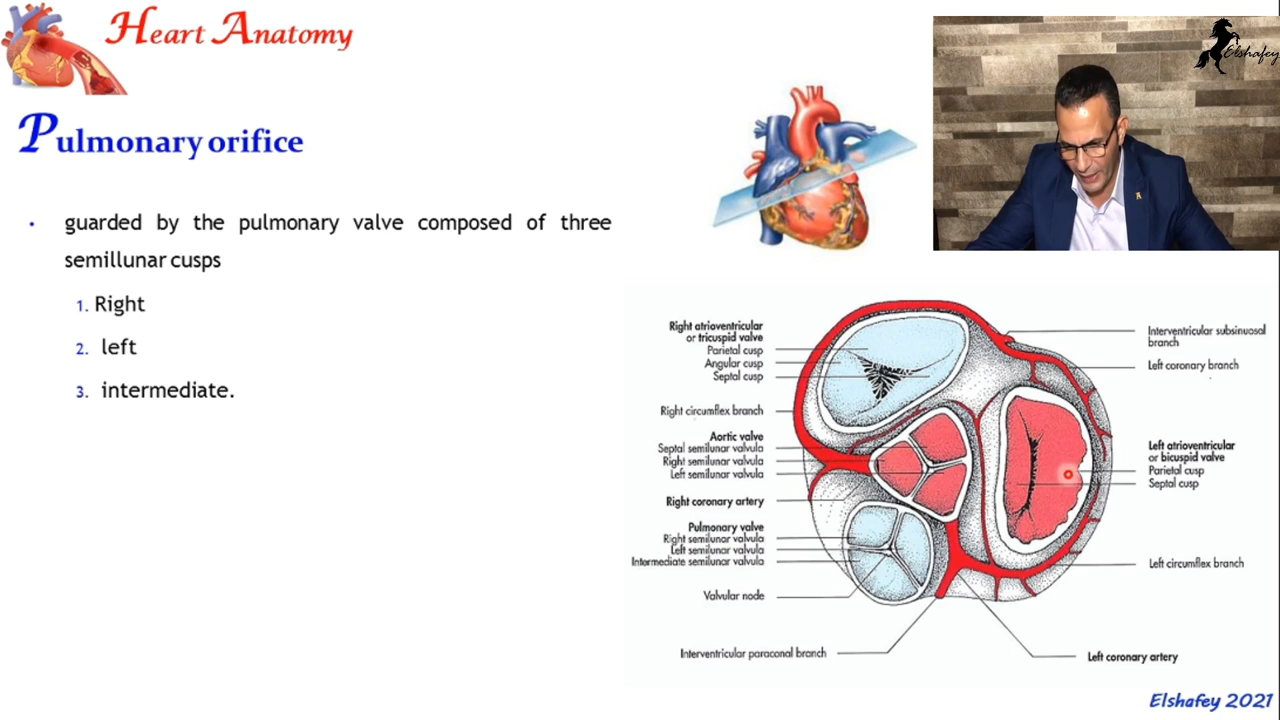 Heart Anatomy
Elshafey
Pulmonary orifice
• guarded by the pulmonary valve composed of three
semillunar cusps
1. Right
2. left
3. intermediate.
Right atrioventricular
or tricuspid valve
Parietal cusp
Angular cusp
Septal cusp
Right circumflex branch
Aortic valve
Septal semilunar valvula
Right semilunar valvula
Left semilunar valvula
Right coronary artery
Pulmonary valve
Right semilunar valvula
Left semilunar valvula
Intermediate semilunar valvula
Valvular node
Interventricular paraconal branch
Interventricular subsinuosal
branch
Left coronary branch
Left atrioventricular
or bicuspid valve
Parietal cusp
Septal cusp
Left circumflex branch
Left coronary artery
Elshafey 2021